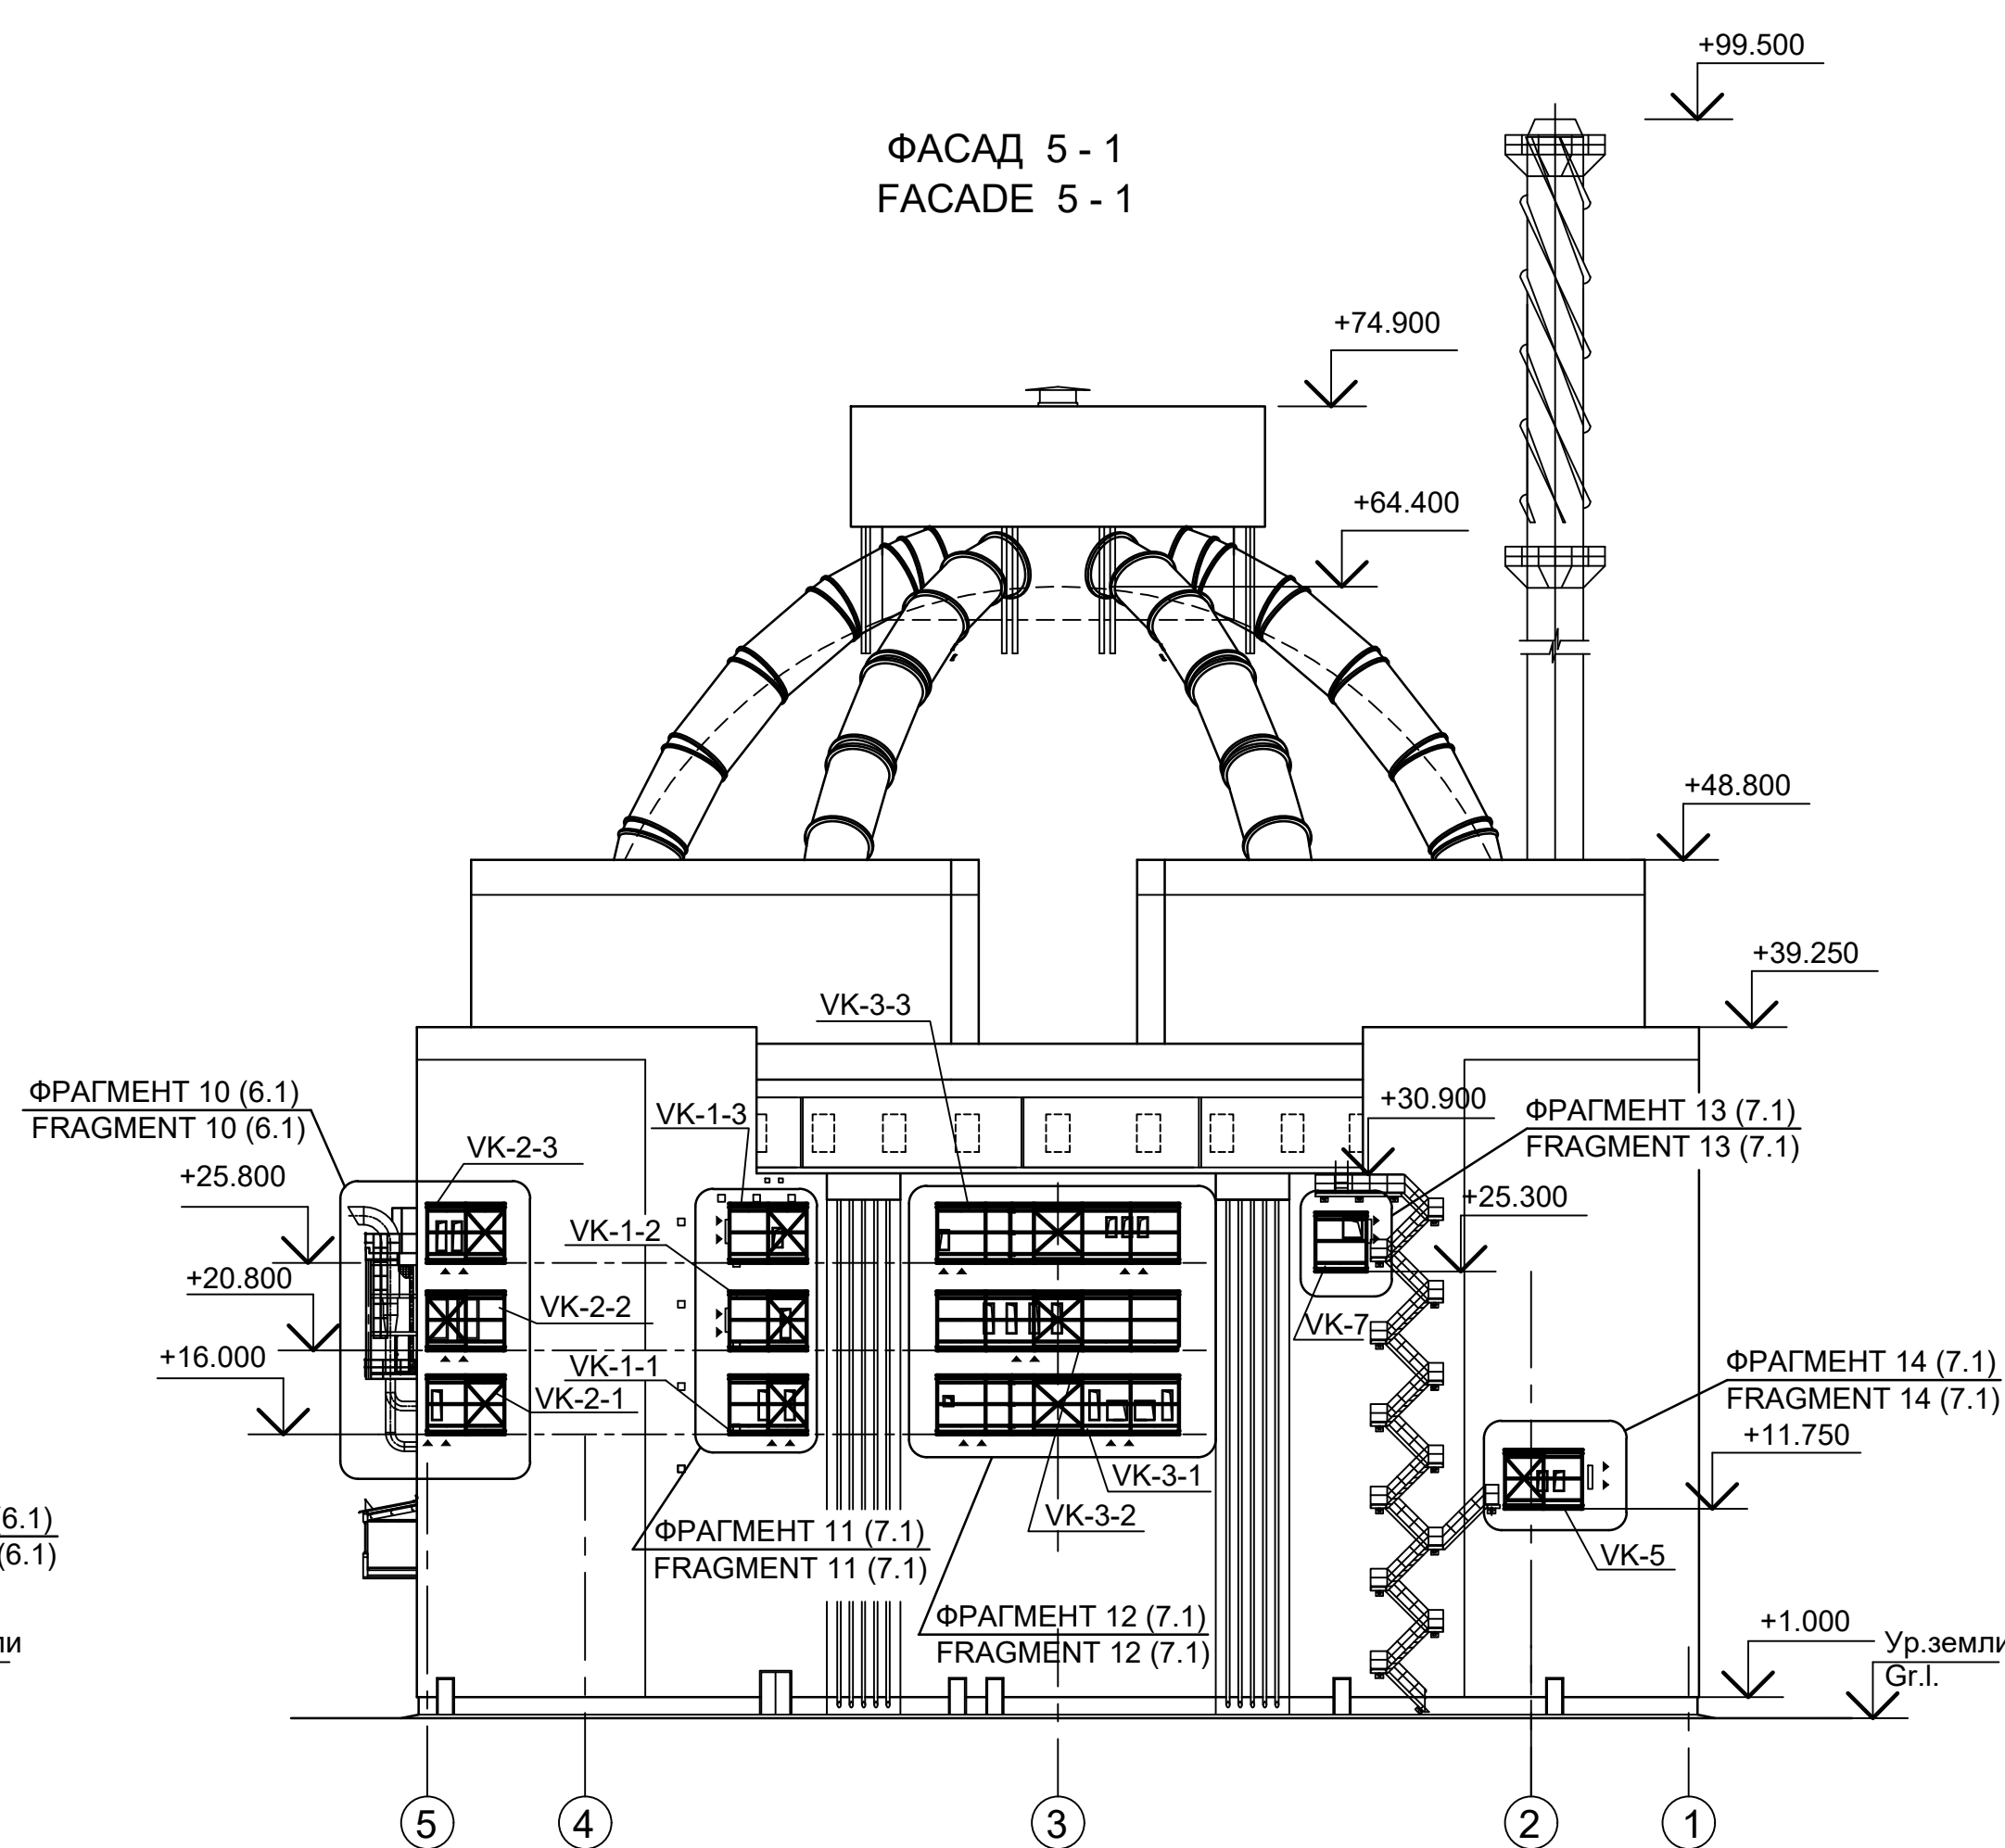 +99.500
ФАСАД 5 - 1
FACADE 5 - 1
+74.900
+64.400
+48.800
+39.250
VK-3-3
ФРАГМЕНТ 10 (6.1)
FRAGMENT 10 (6.1)
VK-1-3
+30.900
ФРАГМЕНТ 13 (7.1)
FRAGMENT 13 (7.1)
VK-2-3
+25.800
+25.300
VK-1-2
+20.800
VK-2-2
VK-7
+16.000
VK-1-1
VK-2-1
ФРАГМЕНТ 14 (7.1)
FRAGMENT 14 (7.1)
+11.750
VK-3-1
VK-3-2
(6.1)
(6.1)
ФРАГМЕНТ 11 (7.1)
FRAGMENT 11 (7.1)
VK-5
ФРАГМЕНТ 12 (7.1)
FRAGMENT 12 (7.1)
+1.000
Ур.земли
Gr.l.
5
4
3
2
1